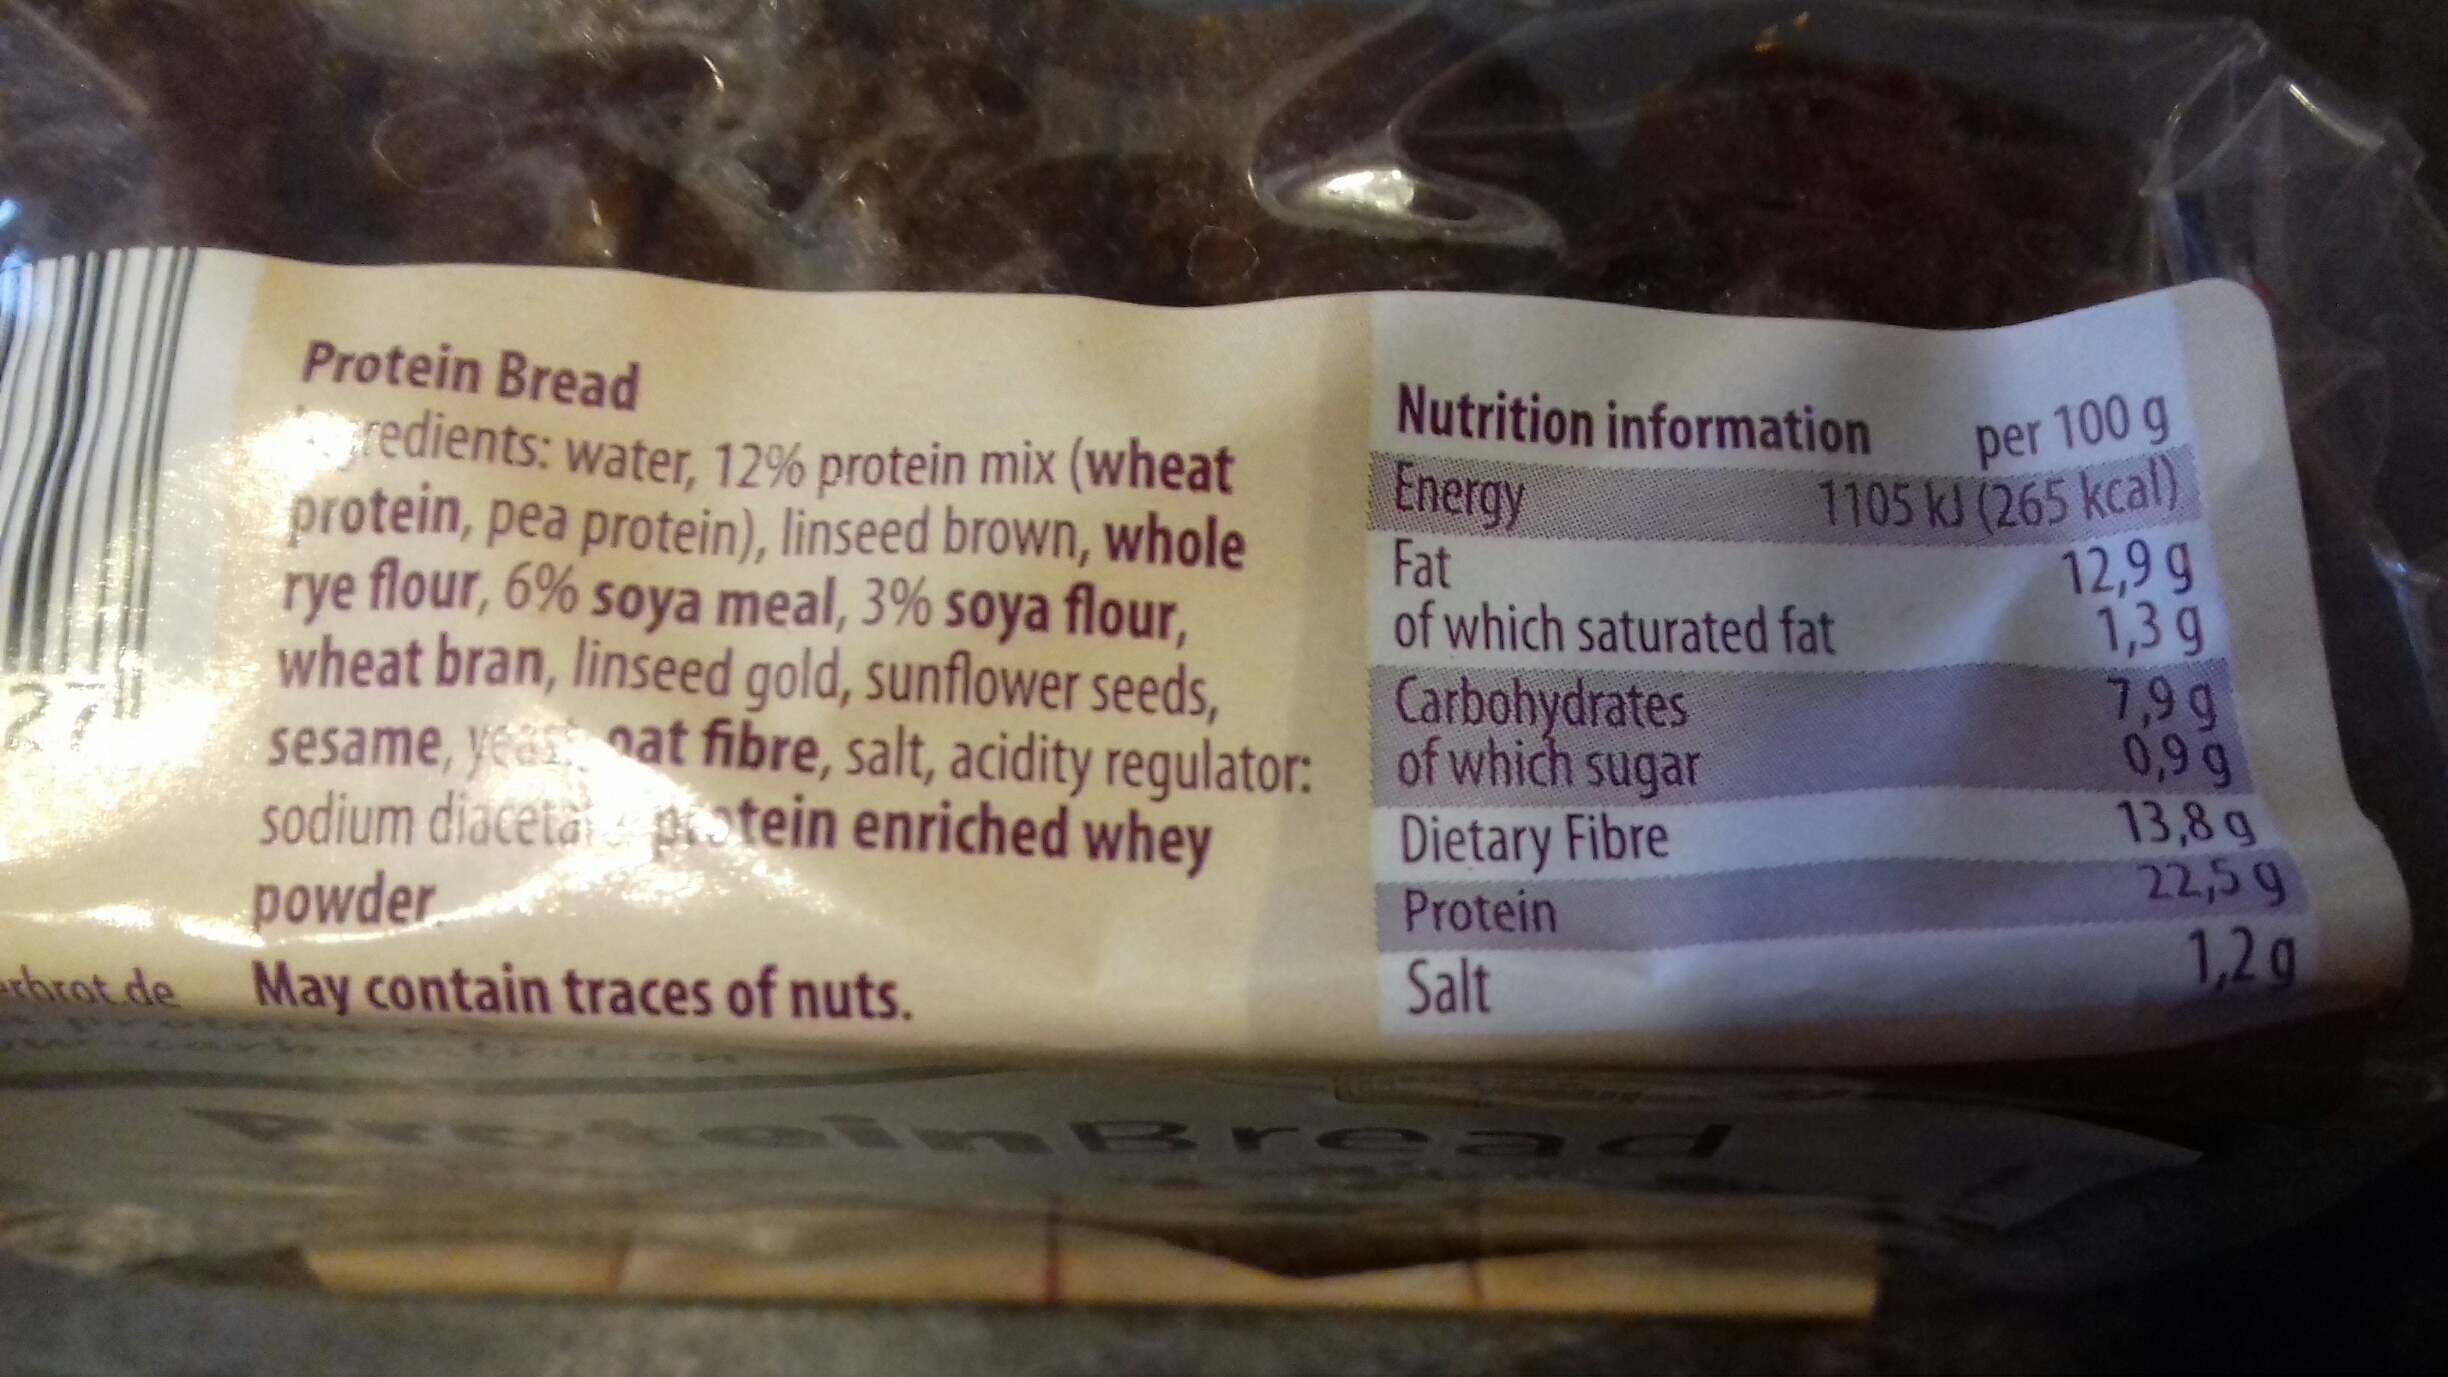 Protein Bread
Ingredients: water, 12% protein mix (wheat
protein, pea protein), linseed brown, whole
rye flour, 6% soya meal, 3% soya flour,
wheat bran, linseed gold, sunflower seeds,
sesame, yeast, oat fibre, salt, acidity regulator:
sodium diacetate, protein enriched whey
powder
May contain traces of nuts.
Nutrition information per 100 g
Energy 1105 kJ (265 kcal)
Fat 12,9 g
of which saturated fat 1,3 g
Carbohydrates 7,9 g
of which sugar 0,9 g
Dietary Fibre 13,8 g
Protein 22,5 g
Salt 1,2 g
ProteinBread